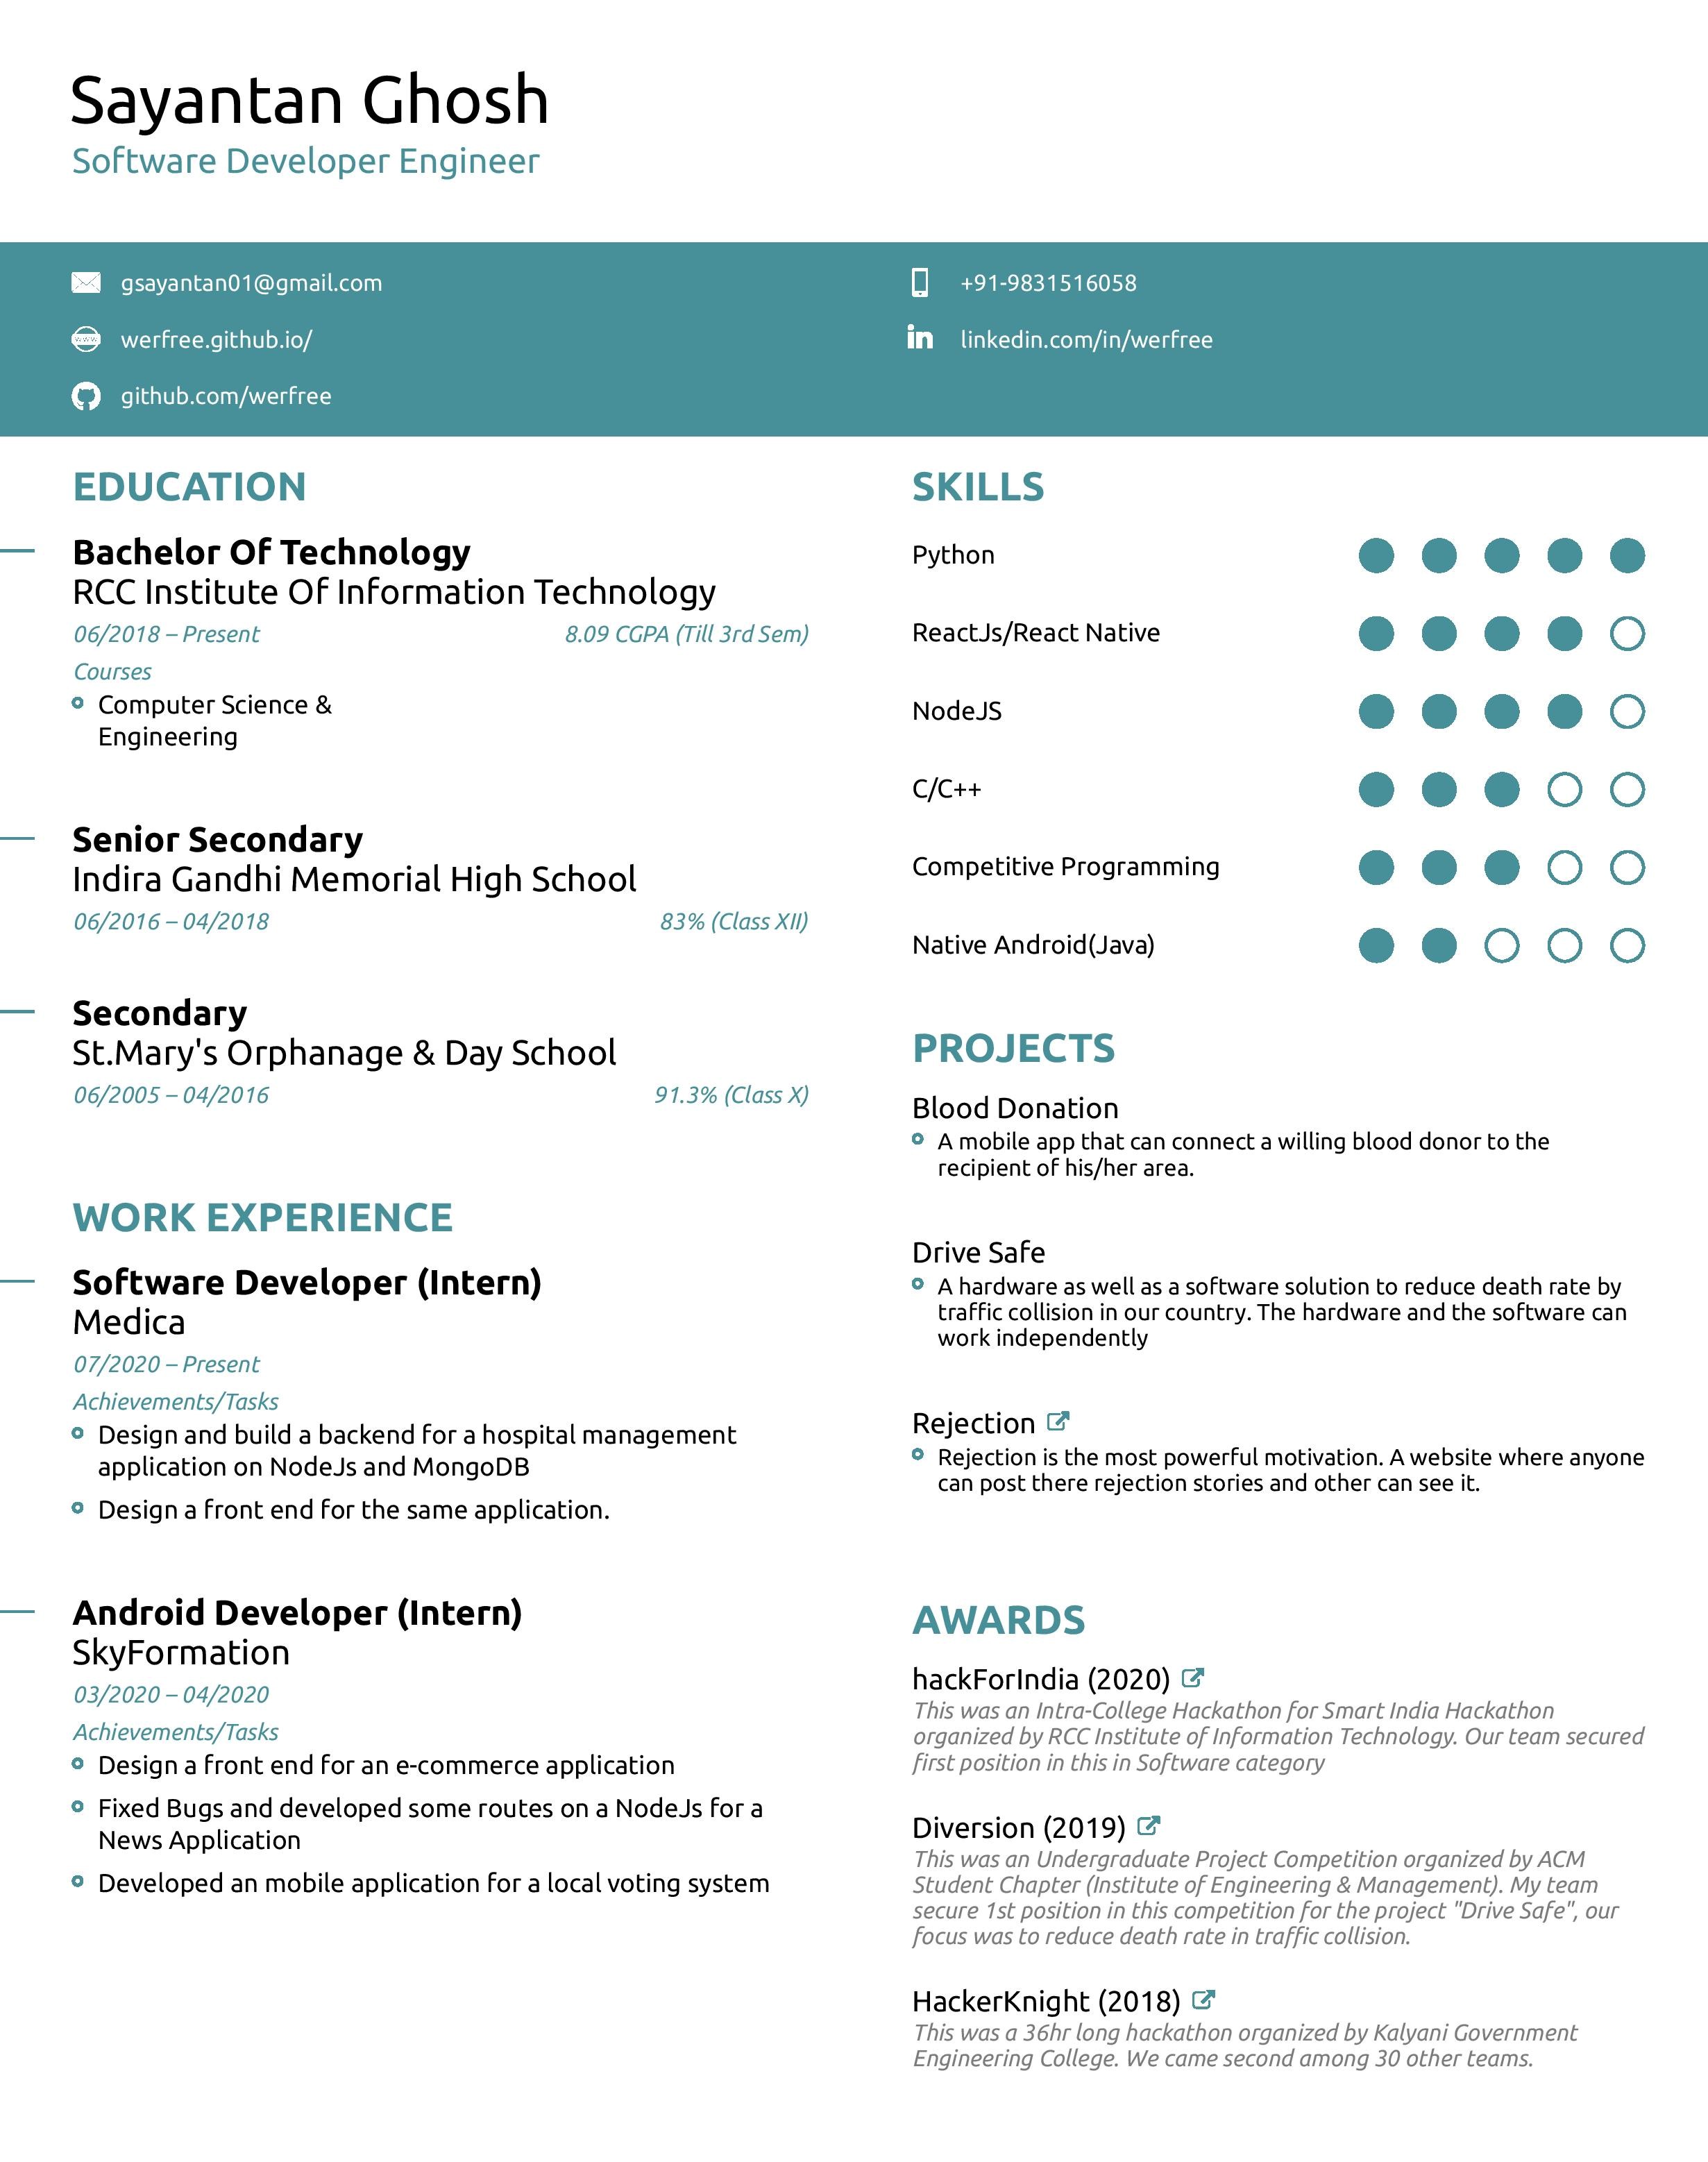 Sayantan Ghosh
Software Developer Engineer
gsayantan01@gmail.com
+91-9831516058
werfree.github.io/
linkedin.com/in/werfree
github.com/werfree
EDUCATION
Bachelor Of Technology
RCC Institute Of Information Technology
06/2018 – Present 8.09 CGPA (Till 3rd Sem)
Courses
Computer Science &
Engineering
Senior Secondary
Indira Gandhi Memorial High School
06/2016 – 04/2018 83% (Class XII)
Secondary
St.Mary's Orphanage & Day School
06/2005 – 04/2016 91.3% (Class X)
WORK EXPERIENCE
Software Developer (Intern)
Medica
07/2020 – Present
Achievements/Tasks
Design and build a backend for a hospital management
application on NodeJs and MongoDB
Design a front end for the same application.
Android Developer (Intern)
SkyFormation
03/2020 – 04/2020
Achievements/Tasks
Design a front end for an e-commerce application
Fixed Bugs and developed some routes on a NodeJs for a
News Application
Developed an mobile application for a local voting system
SKILLS
Python
ReactJs/React Native
NodeJS
C/C++
Competitive Programming
Native Android(Java)
PROJECTS
Blood Donation
A mobile app that can connect a willing blood donor to the
recipient of his/her area.
Drive Safe
A hardware as well as a software solution to reduce death rate by
traffic collision in our country. The hardware and the software can
work independently
Rejection
Rejection is the most powerful motivation. A website where anyone
can post there rejection stories and other can see it.
AWARDS
hackForIndia (2020)
This was an Intra-College Hackathon for Smart India Hackathon
organized by RCC Institute of Information Technology. Our team secured
first position in this in Software category
Diversion (2019)
This was an Undergraduate Project Competition organized by ACM
Student Chapter (Institute of Engineering & Management). My team
secure 1st position in this competition for the project "Drive Safe", our
focus was to reduce death rate in traffic collision.
HackerKnight (2018)
This was a 36hr long hackathon organized by Kalyani Government
Engineering College. We came second among 30 other teams.